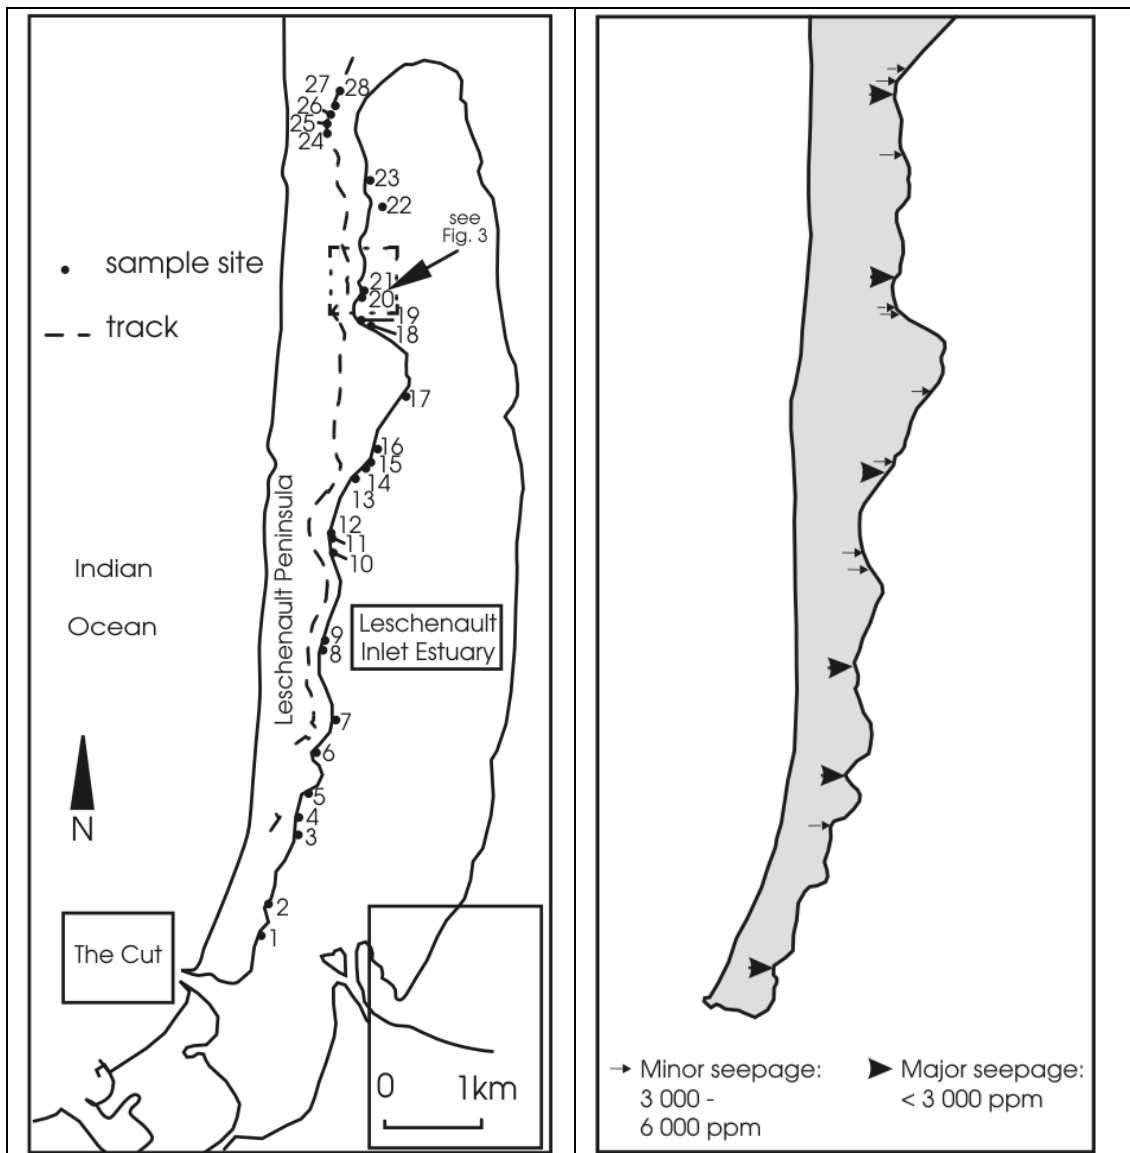 27
28
26
25
24
23
22
see
Fig. 3
sample site
21
20
19
18
track
17
16
15
14
13
12
11
10
Leschenault Peninsula
Indian
Ocean
Leschenault
Inlet Estuary
9
8
7
6
5
4
3
N
2
1
The Cut
0 1km
Minor seepage:
3 000 -
6 000 ppm
Major seepage:
< 3 000 ppm